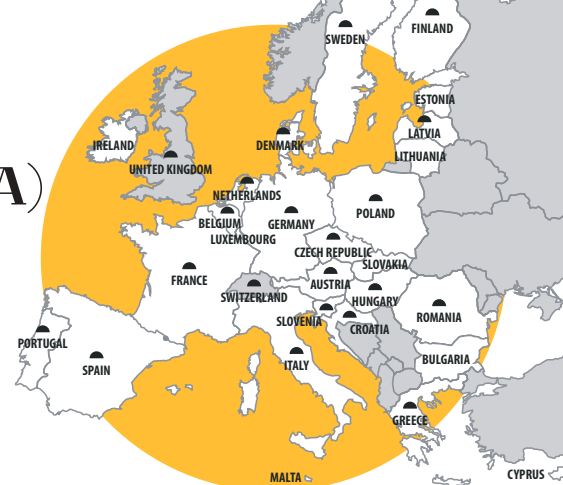 FINLAND
SWEDEN
ESTONIA
LATVIA
IRELAND
DENMARK
LITHUANIA
UNITED KINGDOM
A)
NETHERLANDS
POLAND
BELGIUM
GERMANY
LUXEMBOURG
CZECH REPUBLIC
SLOVAKIA
FRANCE
AUSTRIA
SWITZERLAND
HUNGARY
ROMANIA
SLOVENIA
CROATIA
PORTUGAL
BULGARIA
ITALY
SPAIN
GREECE
CYPRUS
MALTA